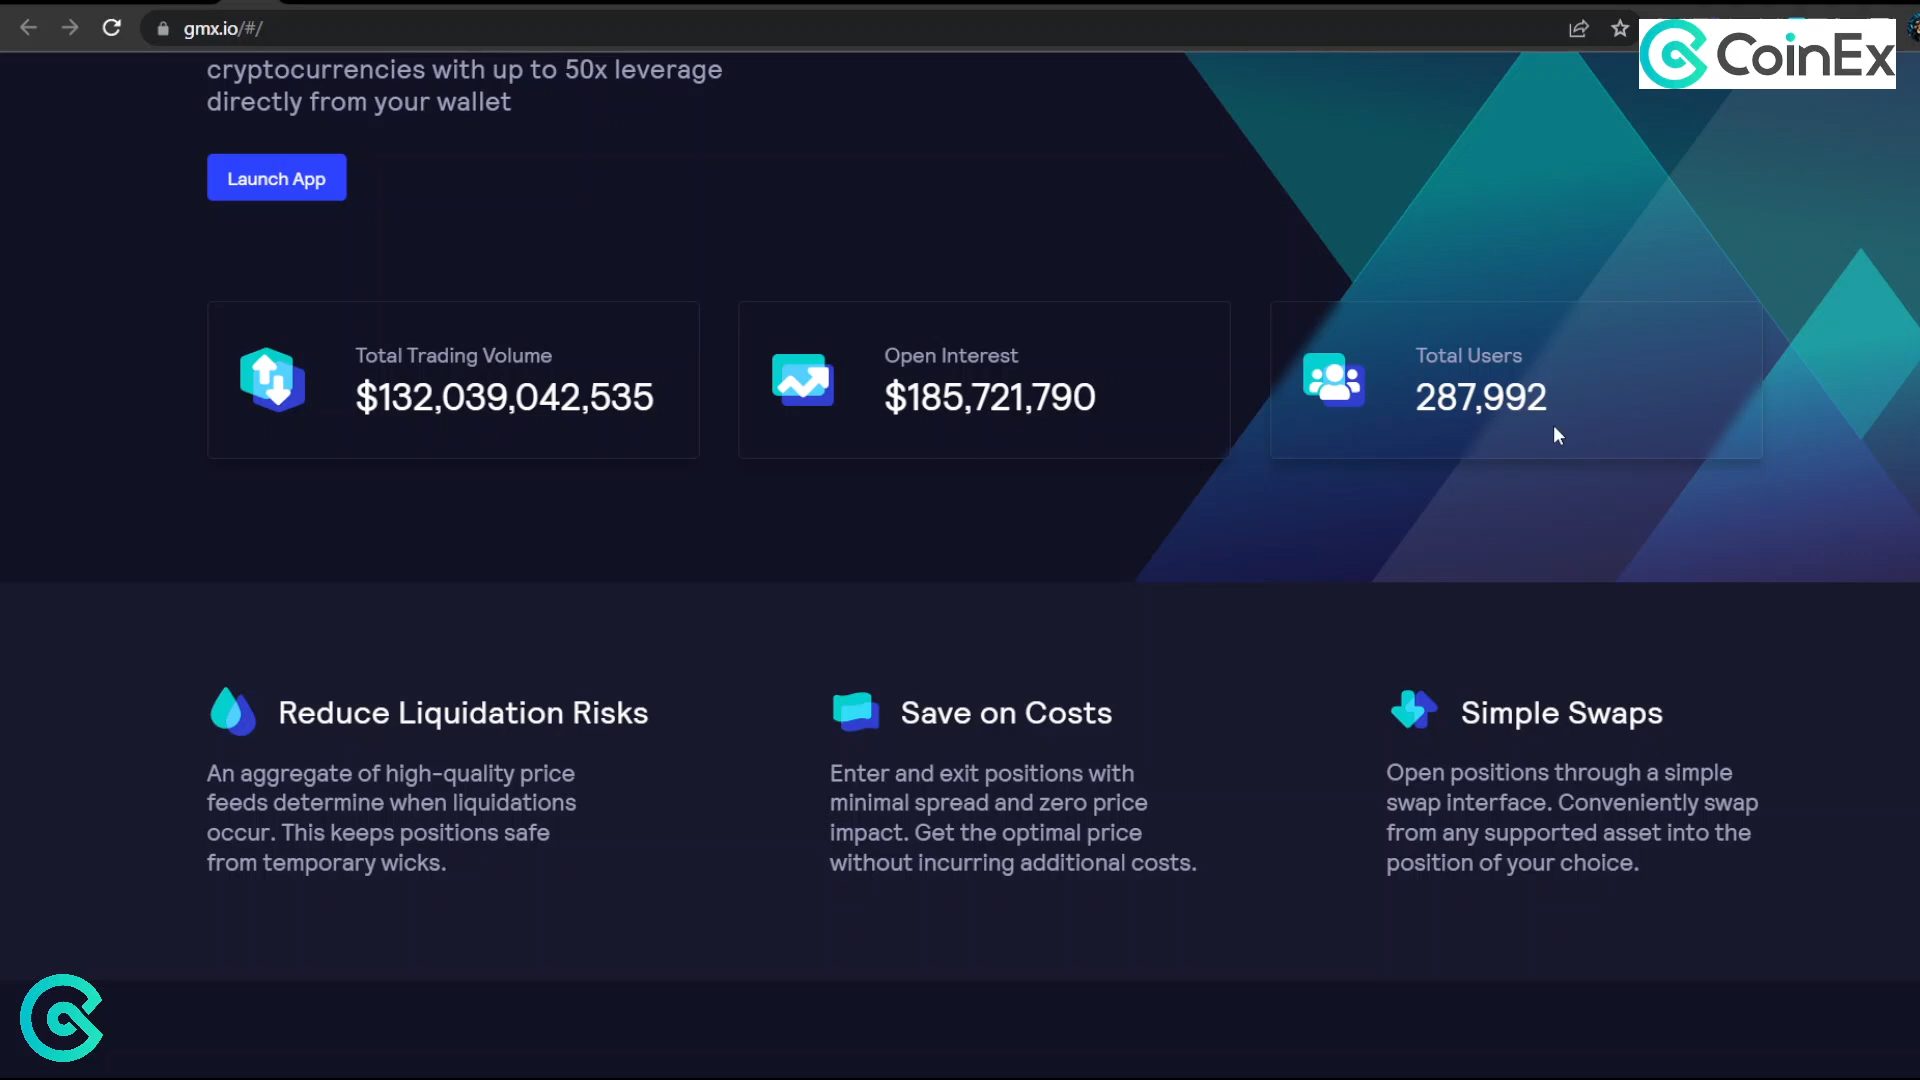 gmx.io/#/
CoinEx
cryptocurrencies with up to 50x leverage
directly from your wallet
Launch App
Total Trading Volume
$132,039,042,535
Open Interest
$185,721,790
Total Users
287,992
Reduce Liquidation Risks
An aggregate of high-quality price
feeds determine when liquidations
occur. This keeps positions safe
from temporary wicks.
Save on Costs
Enter and exit positions with
minimal spread and zero price
impact. Get the optimal price
without incurring additional costs.
Simple Swaps
Open positions through a simple
swap interface. Conveniently swap
from any supported asset into the
position of your choice.